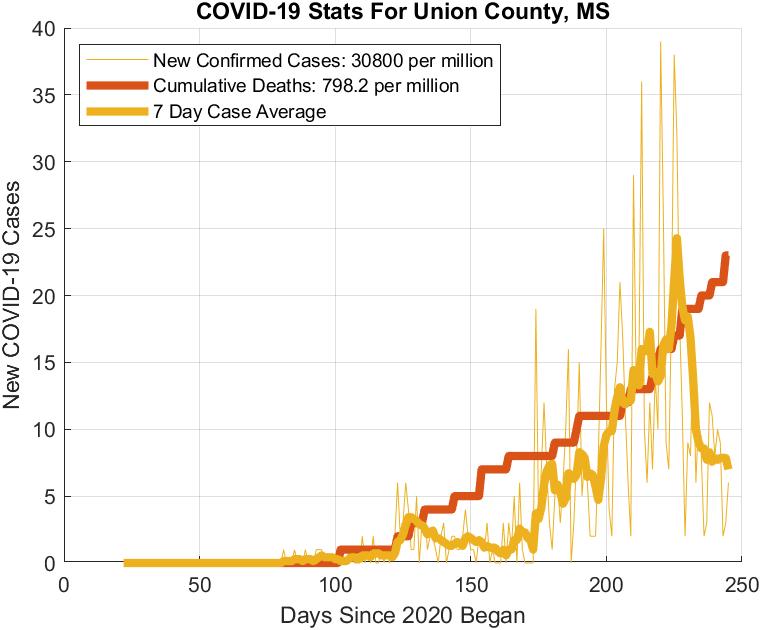 COVID-19 Stats For Union County, MS
New Confirmed Cases: 30800 per million
Cumulative Deaths: 798.2 per million
7 Day Case Average
New COVID-19 Cases
40
35
30
25
20
15
10
5
0
0 50 100 150 200 250
Days Since 2020 Began